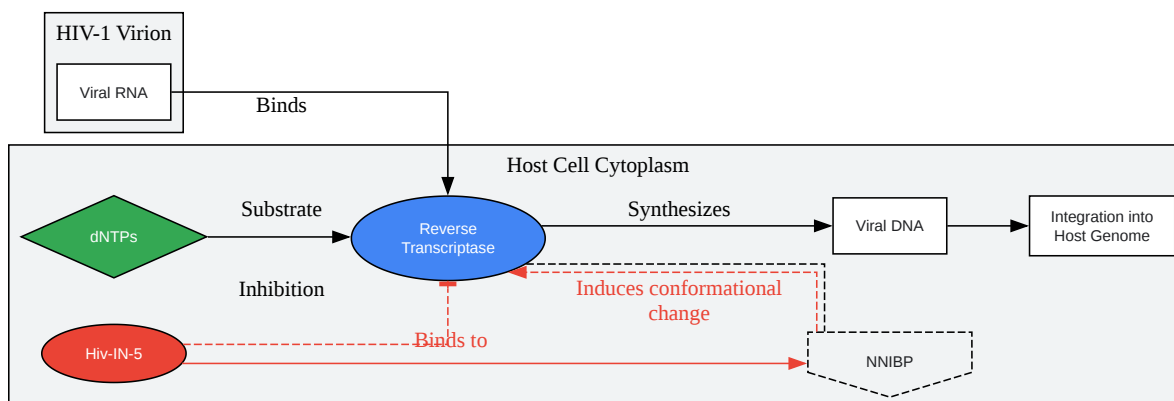 HIV-1 Virion
Viral RNA
Binds
Host Cell Cytoplasm
Substrate
Synthesizes
dNTPs
Reverse
Transcriptase
Viral DNA
Integration into
Host Genome
Inhibition
Induces conformational
change
Binds to
Hiv-IN-5
NNIBP